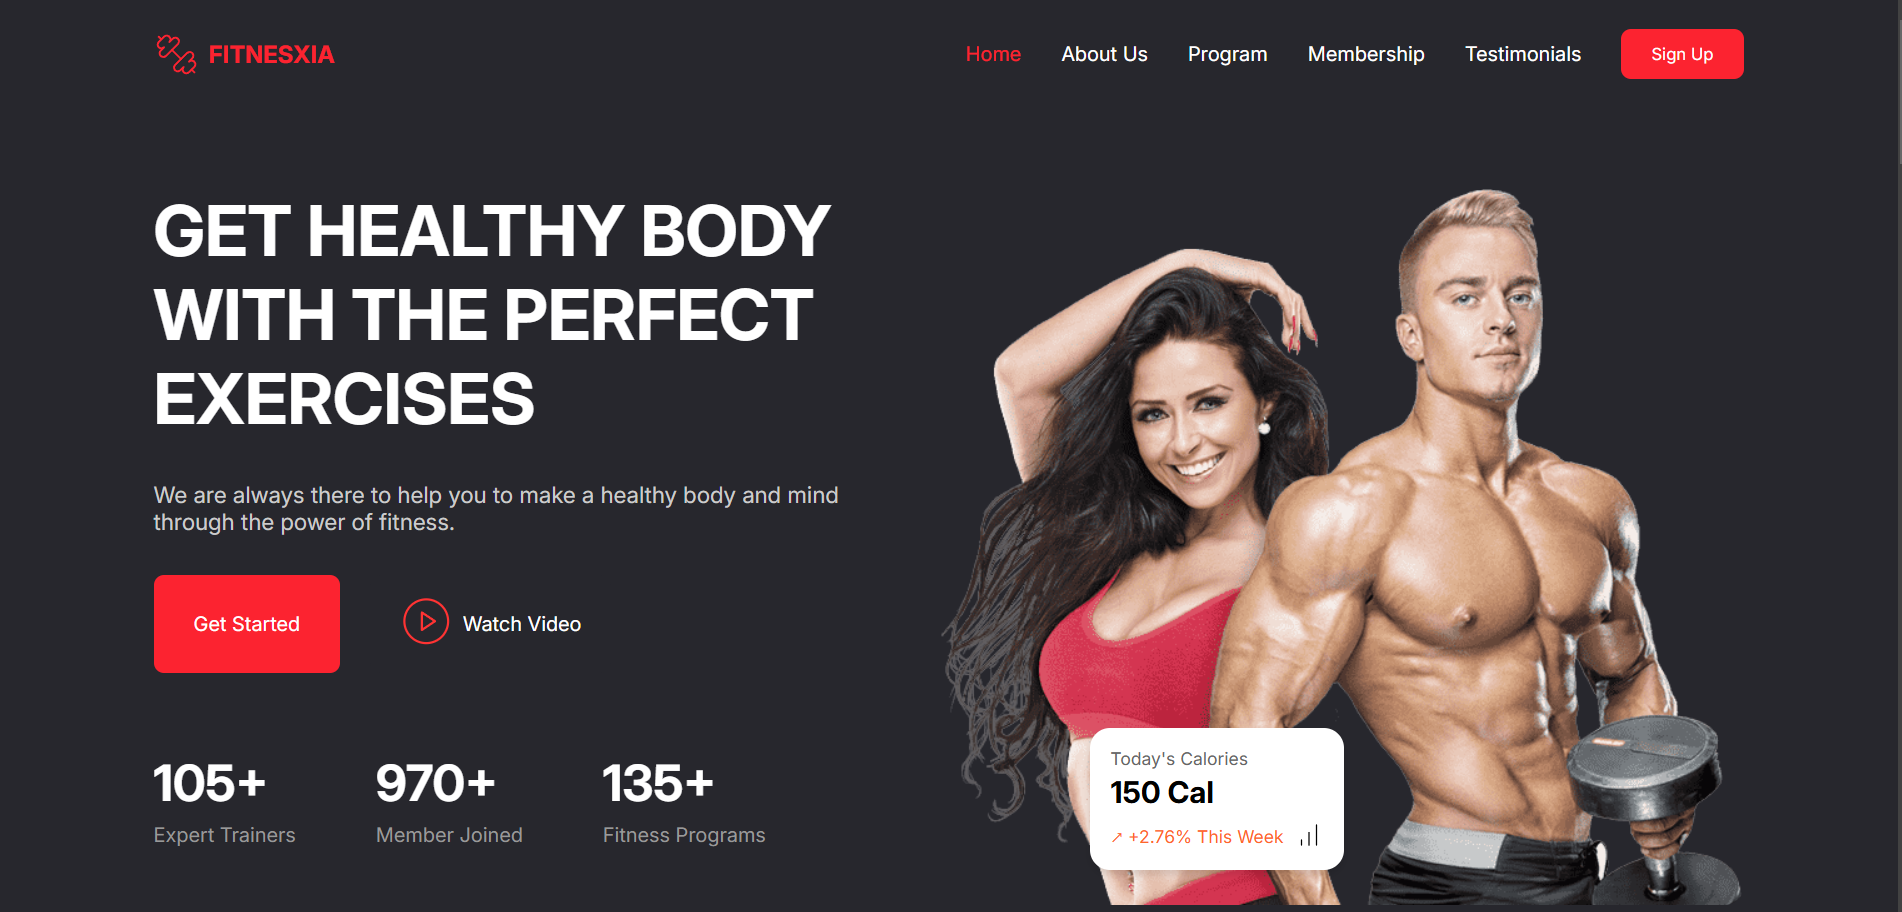 FITNESXIA
Home
About Us
Program
Membership
Testimonials
Sign Up
GET HEALTHY BODY
WITH THE PERFECT
EXERCISES
We are always there to help you to make a healthy body and mind
through the power of fitness.
Get Started
Watch Video
105+
Expert Trainers
970+
Member Joined
135+
Fitness Programs
Today's Calories
150 Cal
↗ +2.76% This Week